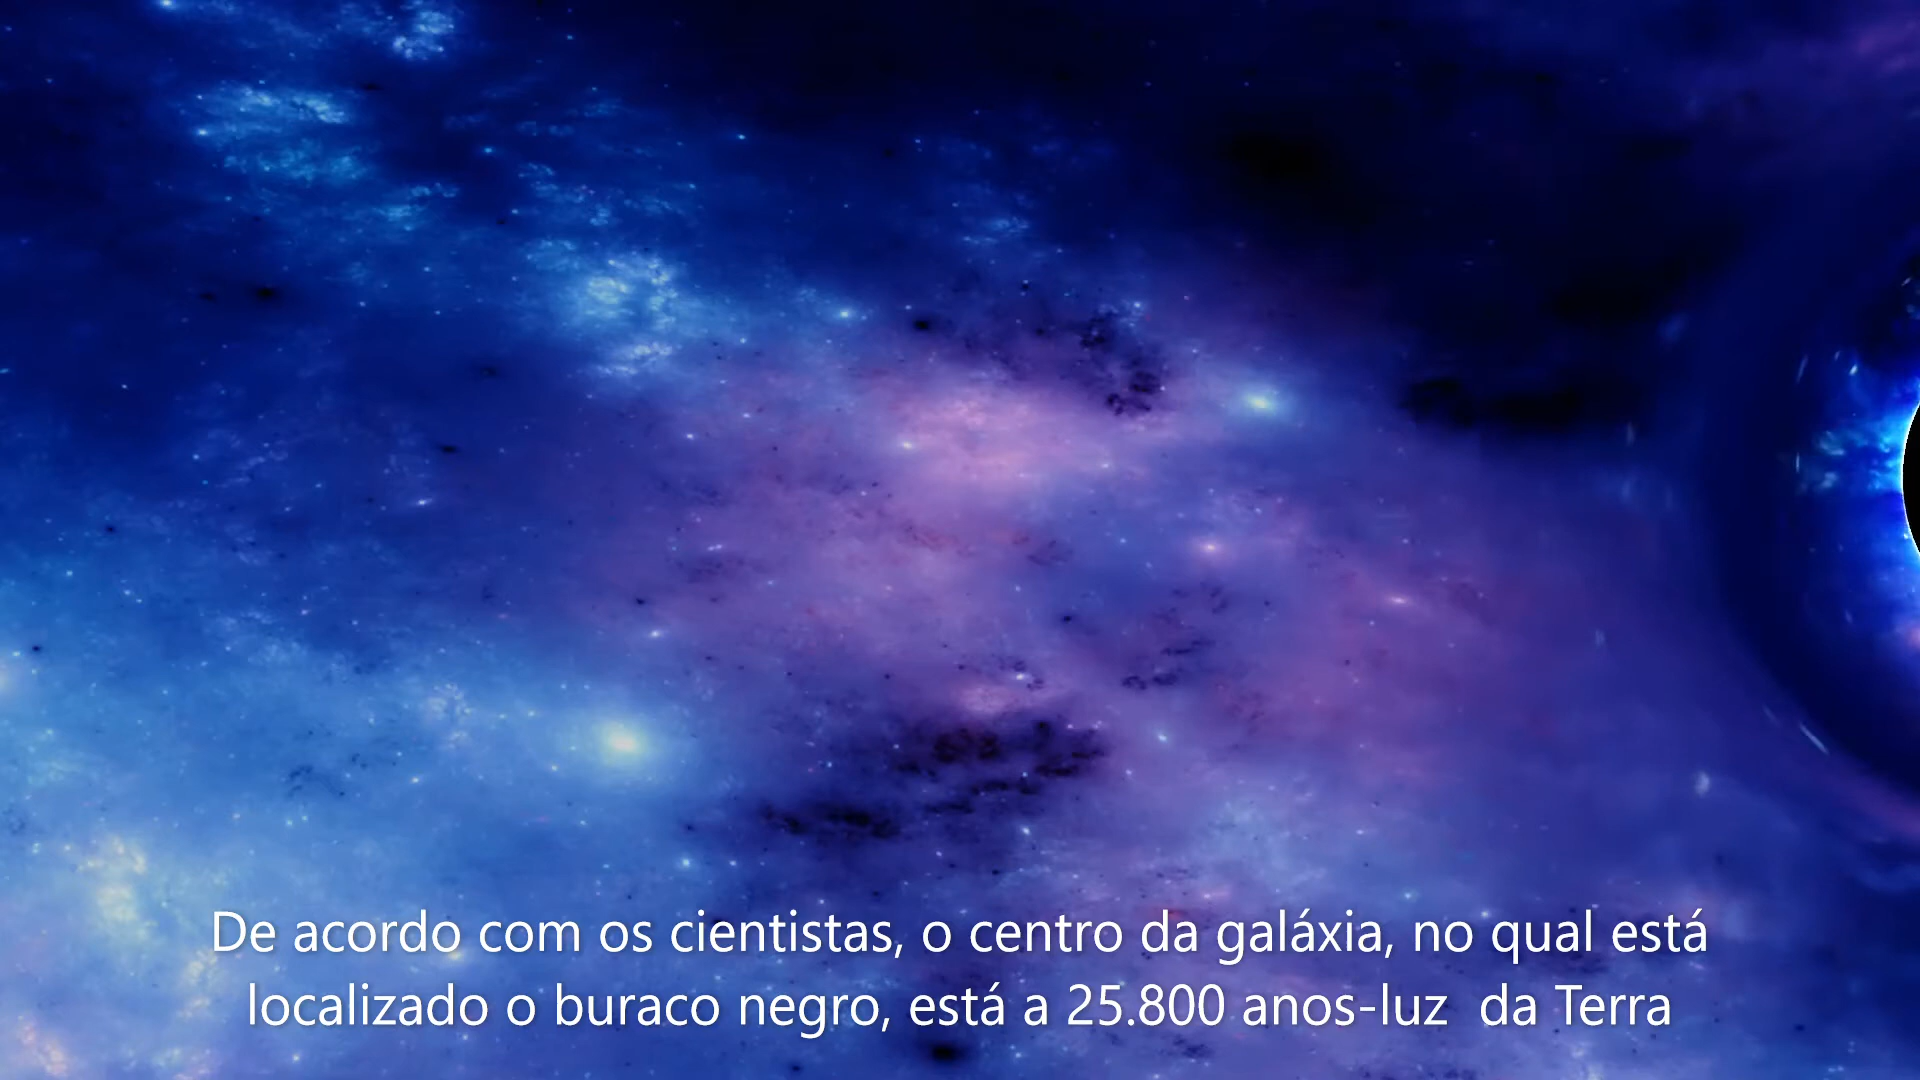 De acordo com os cientistas, o centro da galáxia, no qual está
localizado o buraco negro, está a 25.800 anos-luz  da Terra